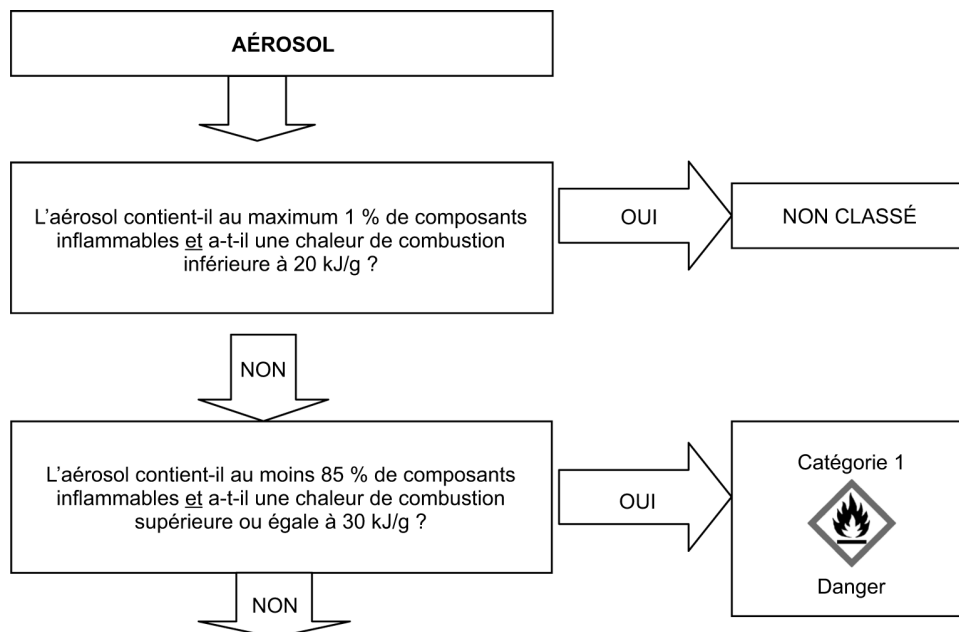 AÉROSOL
L’aérosol contient-il au maximum 1 % de composants
inflammables et a-t-il une chaleur de combustion
inférieure à 20 kJ/g ?
OUI
NON CLASSÉ
NON
L’aérosol contient-il au moins 85 % de composants
inflammables et a-t-il une chaleur de combustion
supérieure ou égale à 30 kJ/g ?
OUI
Catégorie 1
Danger
NON